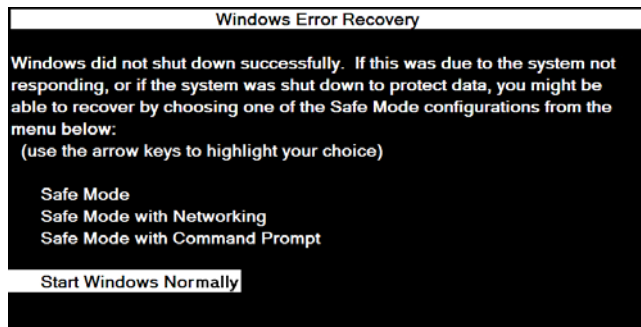 Windows Error Recovery
Windows did not shut down successfully. If this was due to the system not
responding, or if the system was shut down to protect data, you might be
able to recover by choosing one of the Safe Mode configurations from the
menu below:
(use the arrow keys to highlight your choice)
Safe Mode
Safe Mode with Networking
Safe Mode with Command Prompt
Start Windows Normally